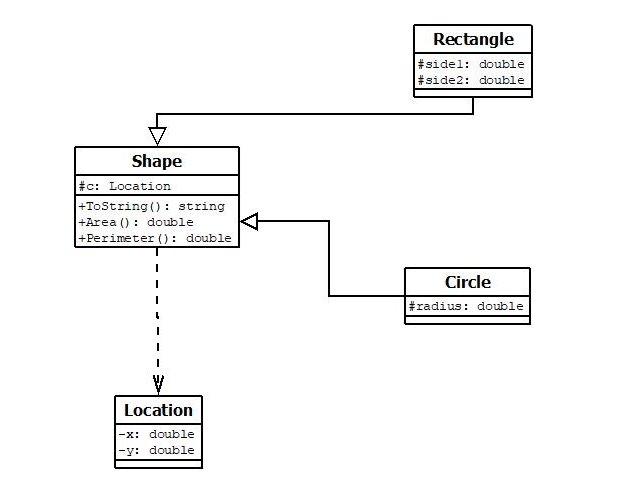 Rectangle
#side1: double
#side2: double
Shape
#c: Location
+ToString(): string
+Area(): double
+Perimeter(): double
Circle
#radius: double
Location
-x: double
-y: double